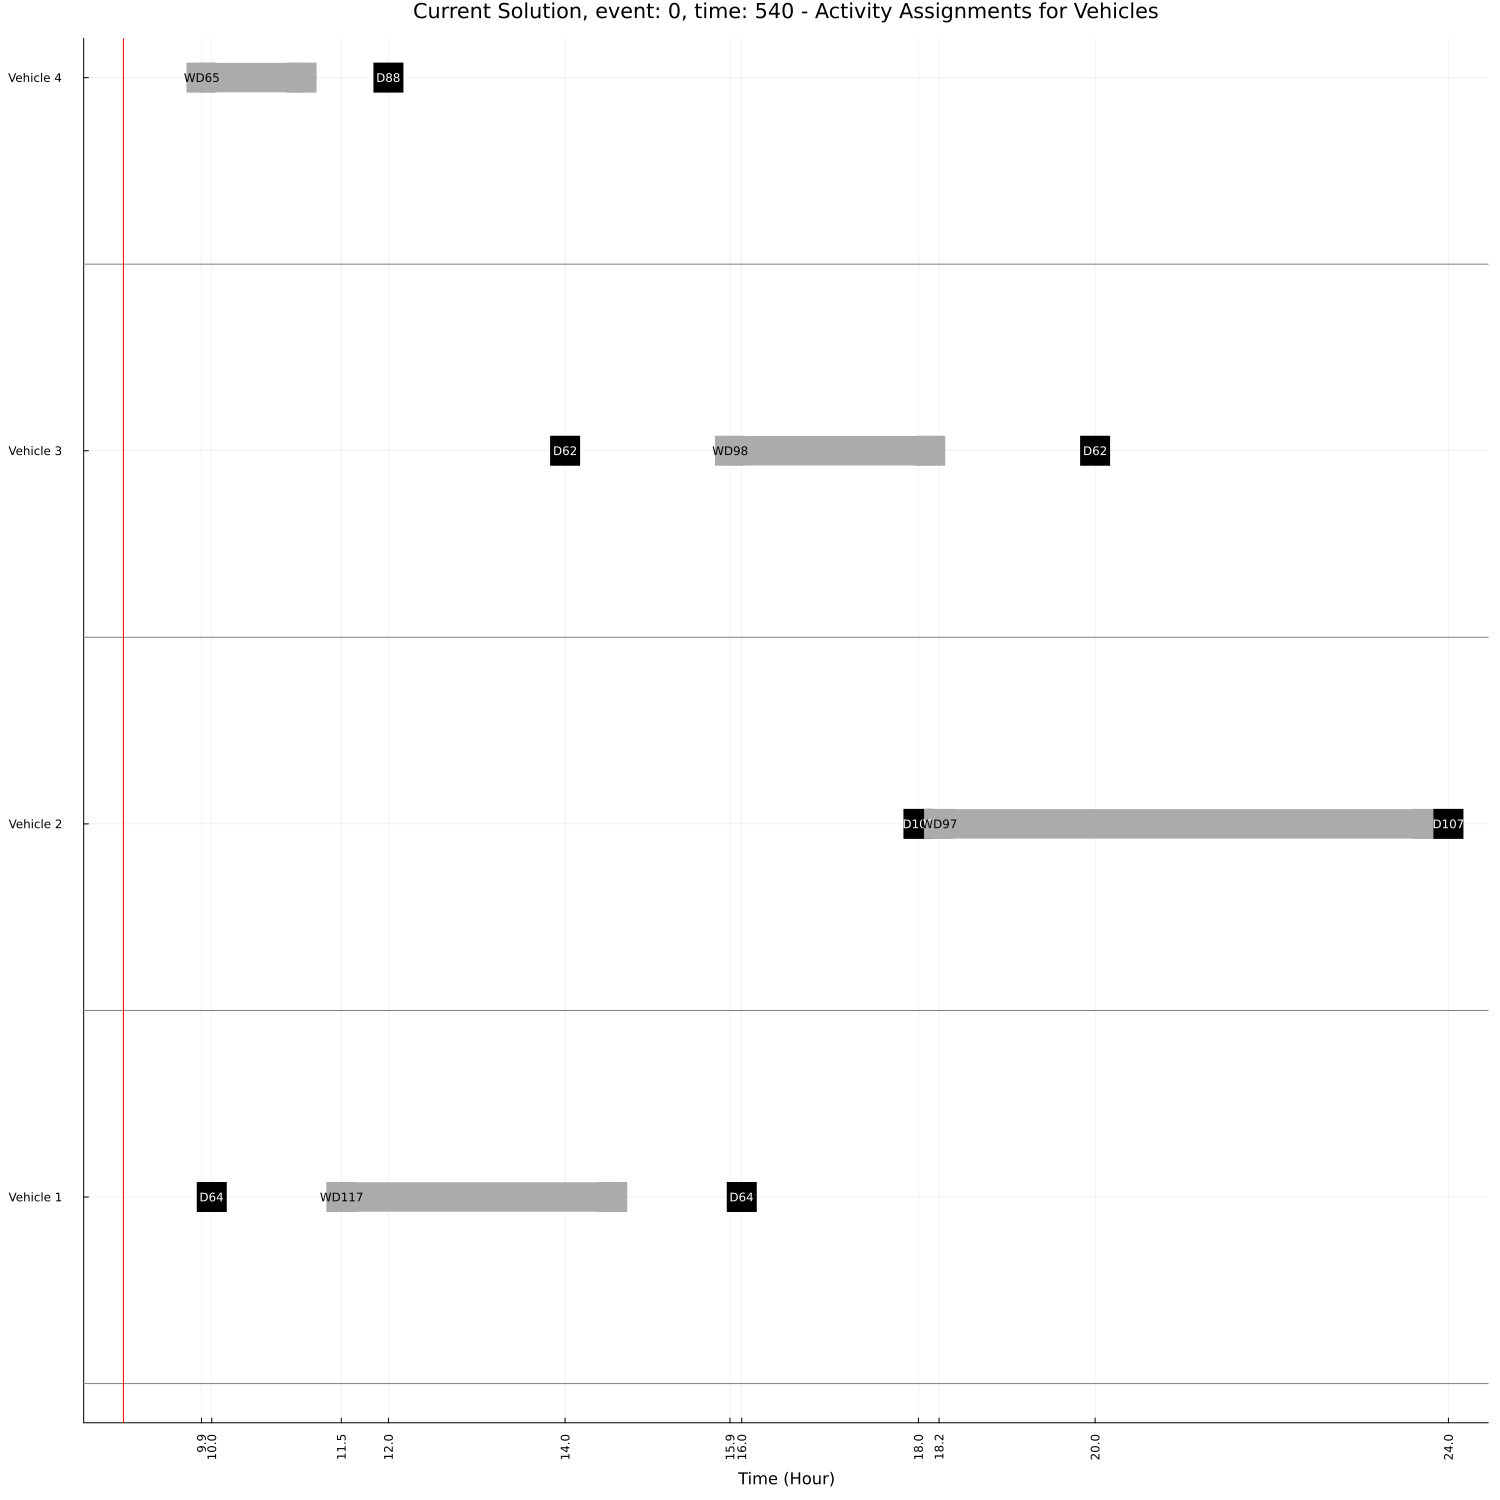 Current Solution, event: 0, time: 540 - Activity Assignments for Vehicles
Vehicle 4
WD65
D88
Vehicle 3
D62
WD98
D62
Vehicle 2
D10
WD97
D107
Vehicle 1
D64
WD117
D64
9.9
10.0
11.5
12.0
14.0
15.9
16.0
18.0
18.2
20.0
24.0
Time (Hour)